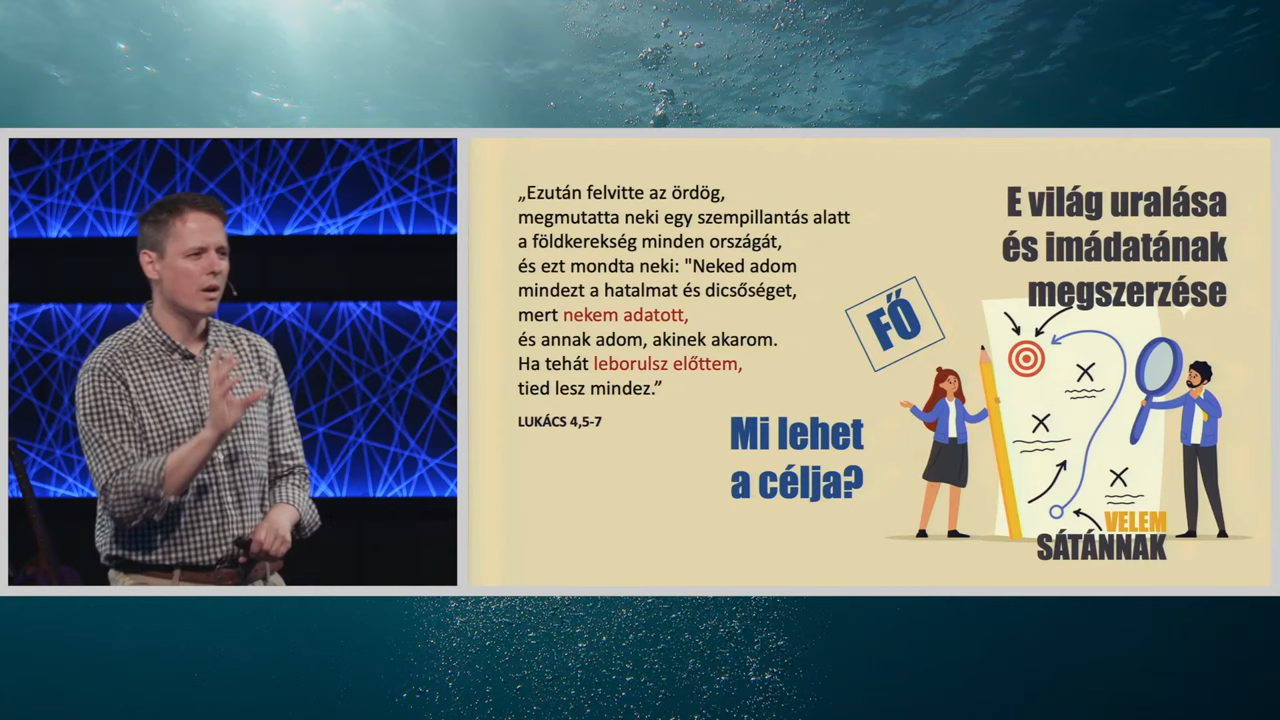 „Ezután felvitte az ördög,
megmutatta neki egy szempillantás alatt
a földkerekség minden országát,
és ezt mondta neki: "Neked adom
mindezt a hatalmat és dicsőséget,
mert nekem adatott,
és annak adom, akinek akarom.
Ha tehát leborulsz előttem,
tied lesz mindez.”
LUKÁCS 4,5-7
Mi lehet
a célja?
FŐ
E világ uralása
és imádatának
megszerzése
VELEM
SÁTÁNNAK